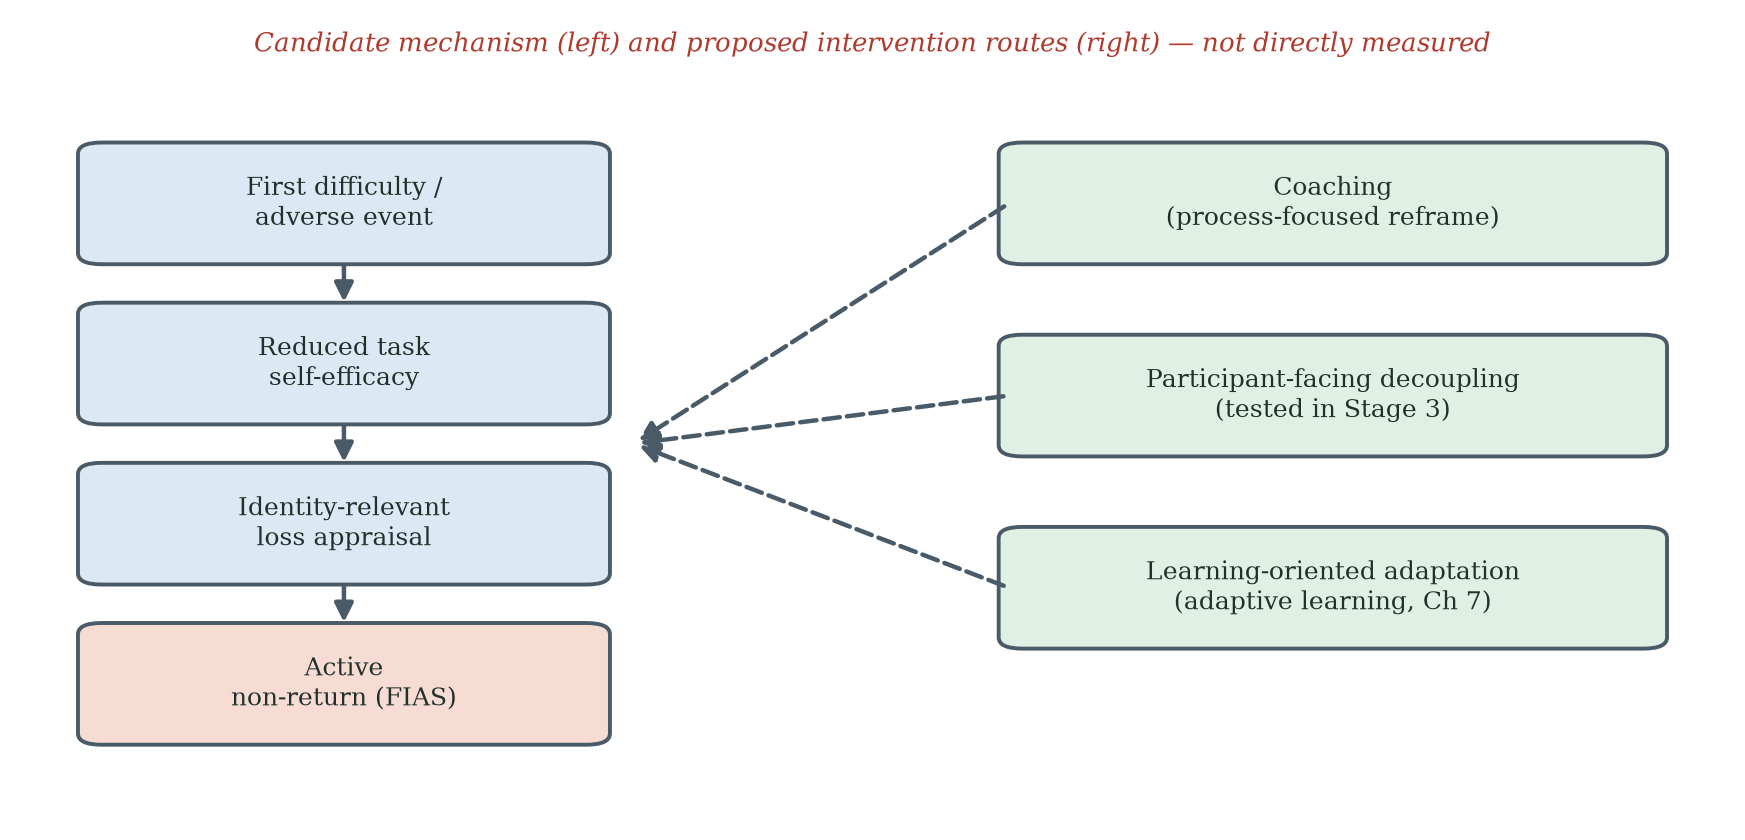 Candidate mechanism (left) and proposed intervention routes (right) — not directly measured
First difficulty /
adverse event
Reduced task
self-efficacy
Identity-relevant
loss appraisal
Active
non-return (FIAS)
Coaching
(process-focused reframe)
Participant-facing decoupling
(tested in Stage 3)
Learning-oriented adaptation
(adaptive learning, Ch 7)